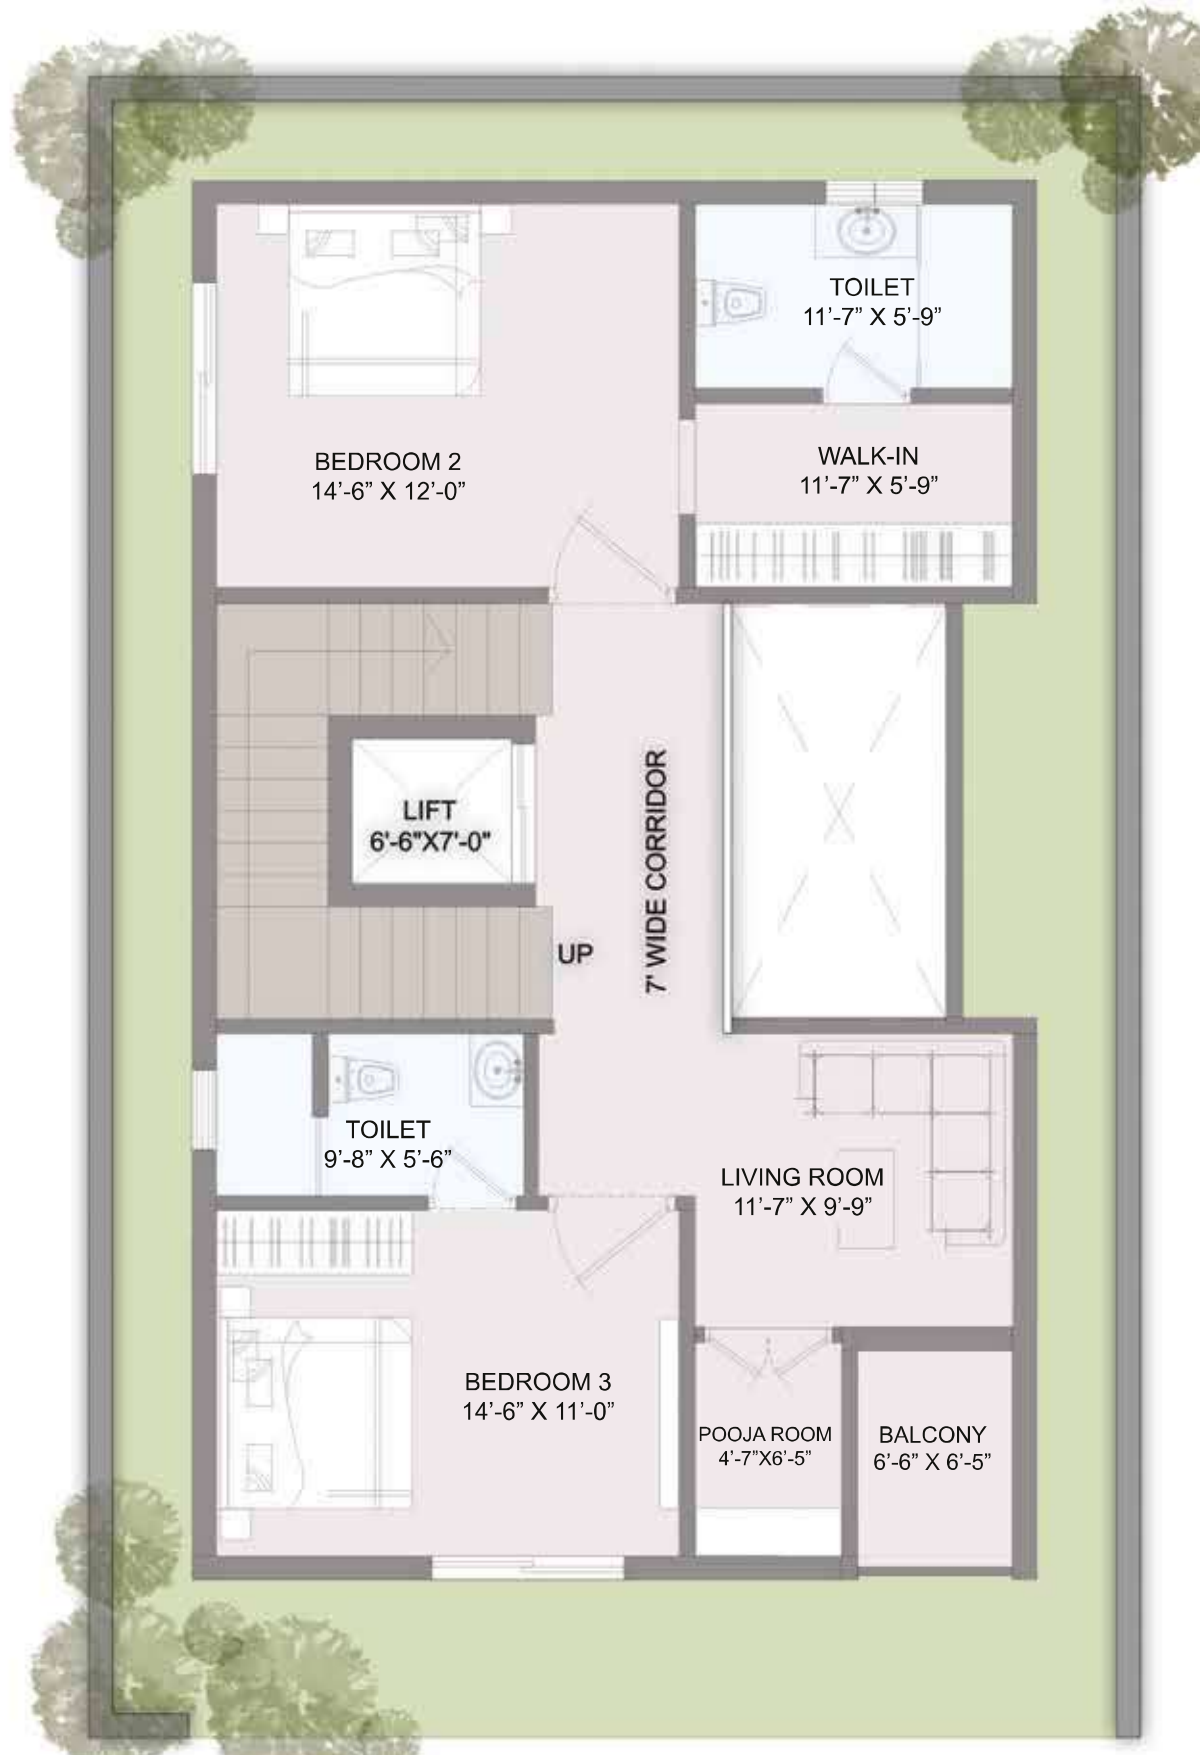 TOILET
11’-7” X 5’-9”
BEDROOM 2
14’-6” X 12’-0”
WALK-IN
11’-7” X 5’-9”
LIFT
6'-6"X7'-0"
7' WIDE CORRIDOR
UP
TOILET
9’-8” X 5’-6”
LIVING ROOM
11’-7” X 9’-9”
BEDROOM 3
14’-6” X 11’-0”
POOJA ROOM
4’-7”X6’-5”
BALCONY
6’-6” X 6’-5”